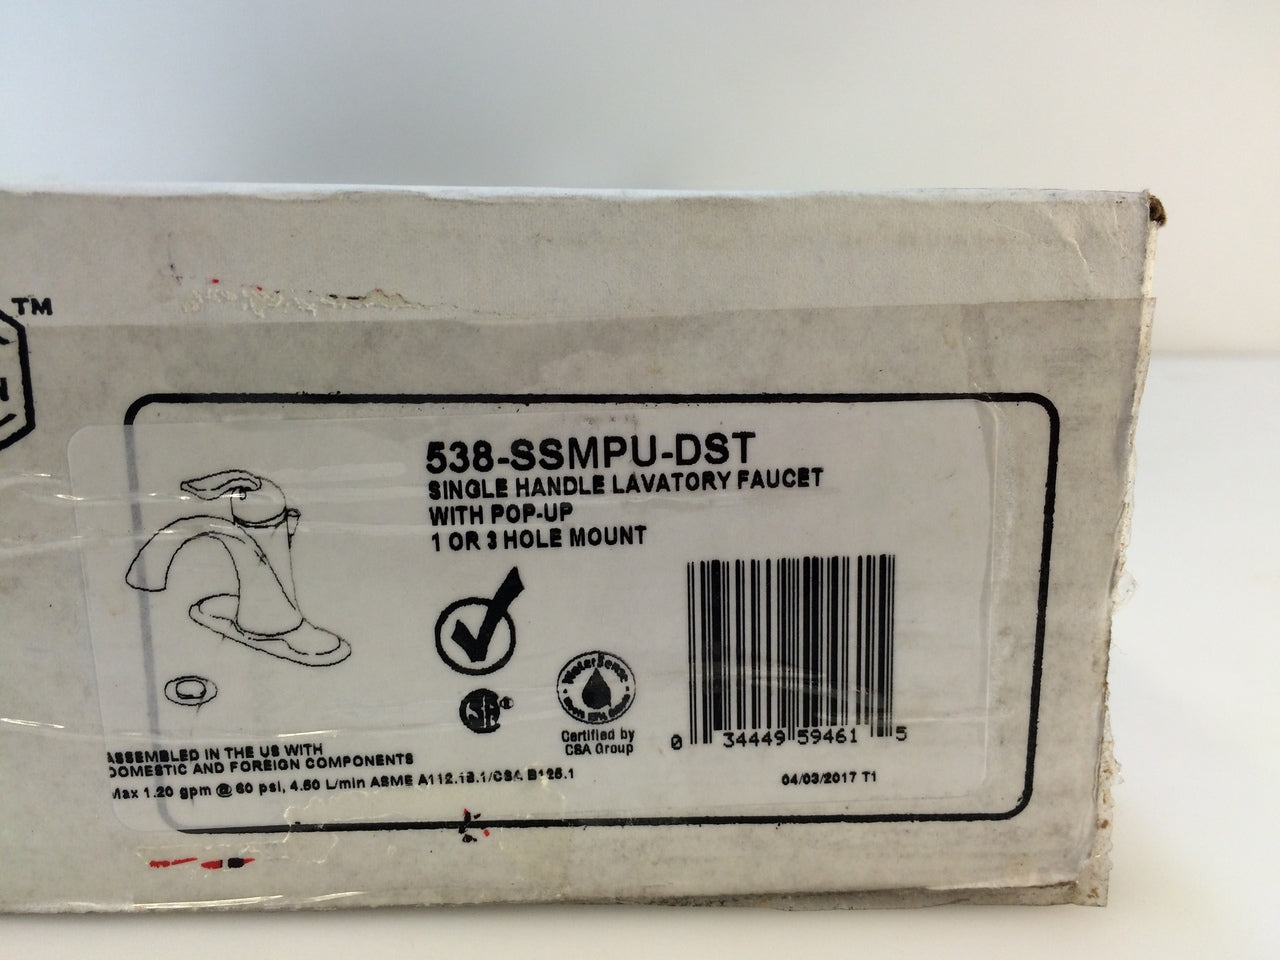 TM
538-SSMPU-DST
SINGLE HANDLE LAVATORY FAUCET
WITH POP-UP
1 OR 3 HOLE MOUNT
WaterSense
Certified by
CSA Group
0 34449 59461 5
ASSEMBLED IN THE US WITH
DOMESTIC AND FOREIGN COMPONENTS
Max 1.20 gpm @ 60 psi, 4.50 L/min ASME A112.18.1/CSA B125.1
04/03/2017 T1